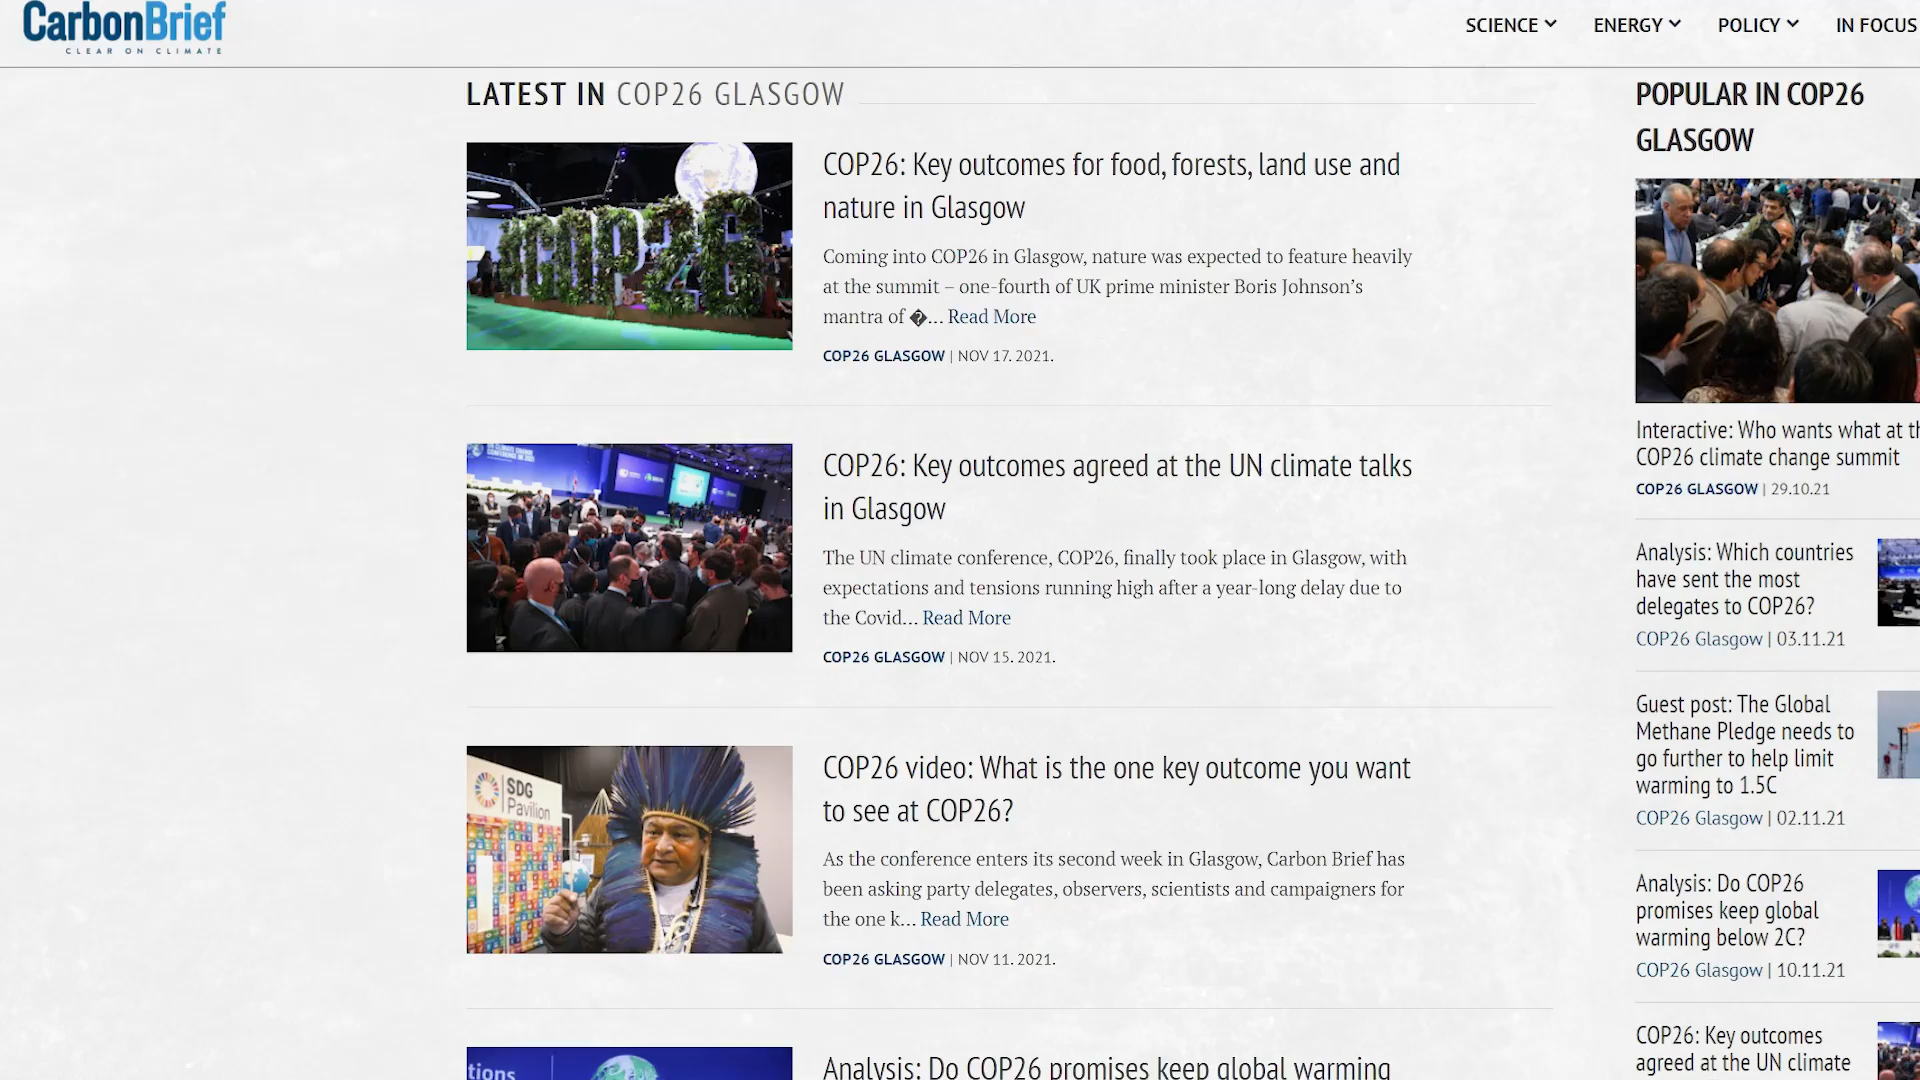 CarbonBrief
CLEAR ON CLIMATE
SCIENCE
ENERGY
POLICY
IN FOCUS
LATEST IN COP26 GLASGOW
COP26: Key outcomes for food, forests, land use and
nature in Glasgow
Coming into COP26 in Glasgow, nature was expected to feature heavily
at the summit – one-fourth of UK prime minister Boris Johnson’s
mantra of �... Read More
COP26 GLASGOW | NOV 17. 2021.
COP26: Key outcomes agreed at the UN climate talks
in Glasgow
The UN climate conference, COP26, finally took place in Glasgow, with
expectations and tensions running high after a year-long delay due to
the Covid... Read More
COP26 GLASGOW | NOV 15. 2021.
SDG
Pavilion
COP26 video: What is the one key outcome you want
to see at COP26?
As the conference enters its second week in Glasgow, Carbon Brief has
been asking party delegates, observers, scientists and campaigners for
the one k... Read More
COP26 GLASGOW | NOV 11. 2021.
tions
Analysis: Do COP26 promises keep global warming
POPULAR IN COP26
GLASGOW
Interactive: Who wants what at th
COP26 climate change summit
COP26 GLASGOW | 29.10.21
Analysis: Which countries
have sent the most
delegates to COP26?
COP26 Glasgow | 03.11.21
Guest post: The Global
Methane Pledge needs to
go further to help limit
warming to 1.5C
COP26 Glasgow | 02.11.21
Analysis: Do COP26
promises keep global
warming below 2C?
COP26 Glasgow | 10.11.21
COP26: Key outcomes
agreed at the UN climate